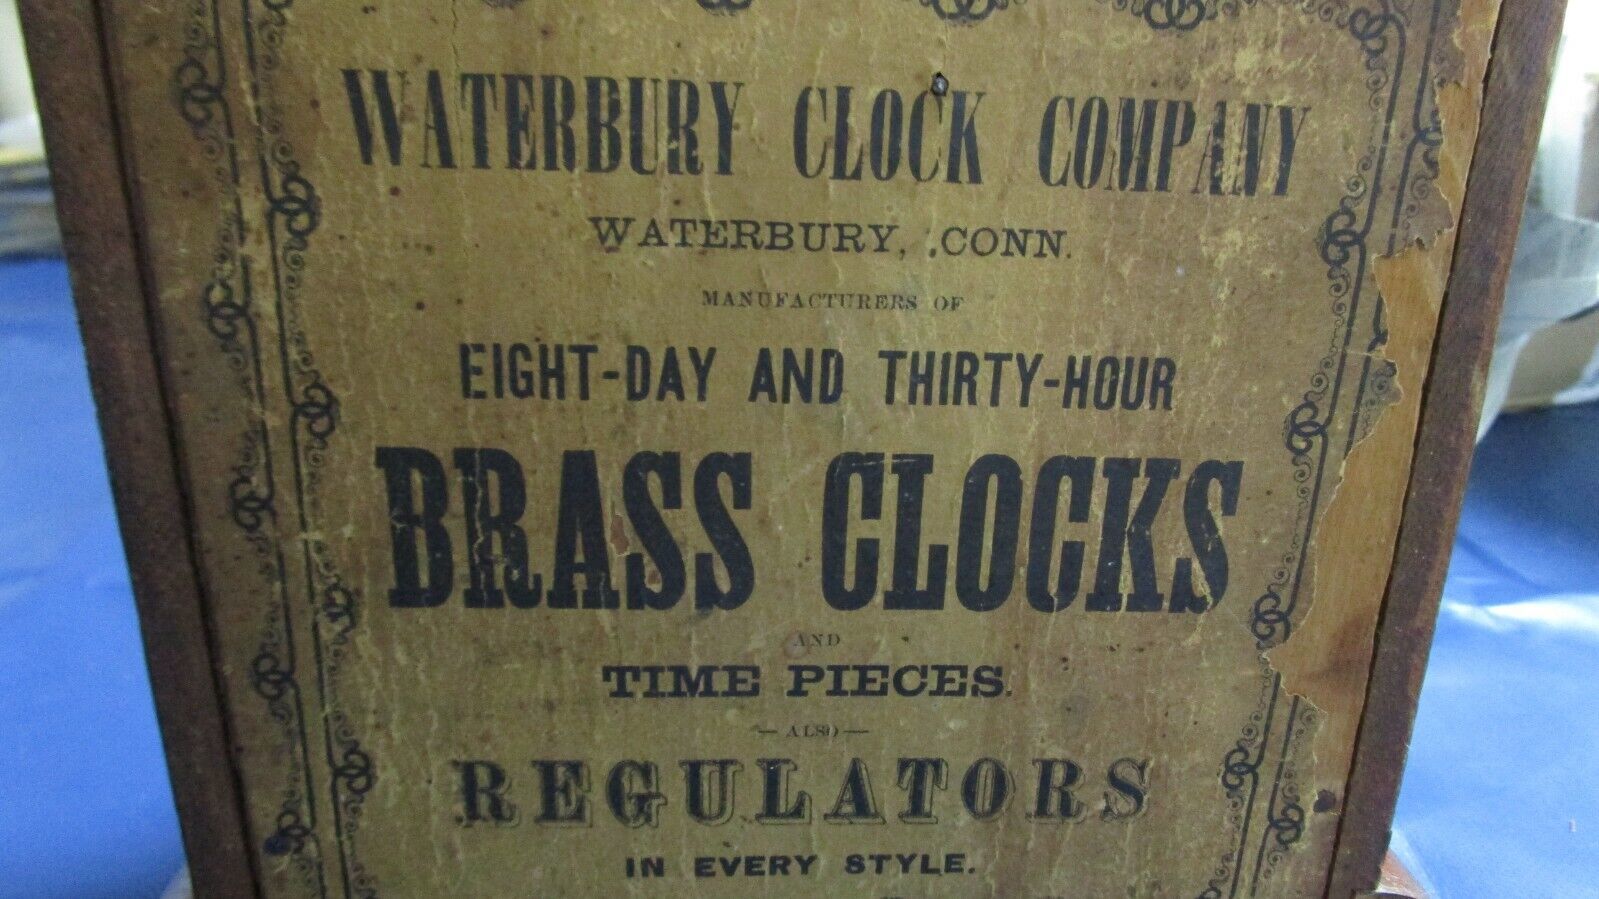 WATERBURY CLOCK COMPANY
WATERBURY, CONN.
MANUFACTURERS OF
EIGHT-DAY AND THIRTY-HOUR
BRASS CLOCKS
AND
TIME PIECES.
— ALSO —
REGULATORS
IN EVERY STYLE.